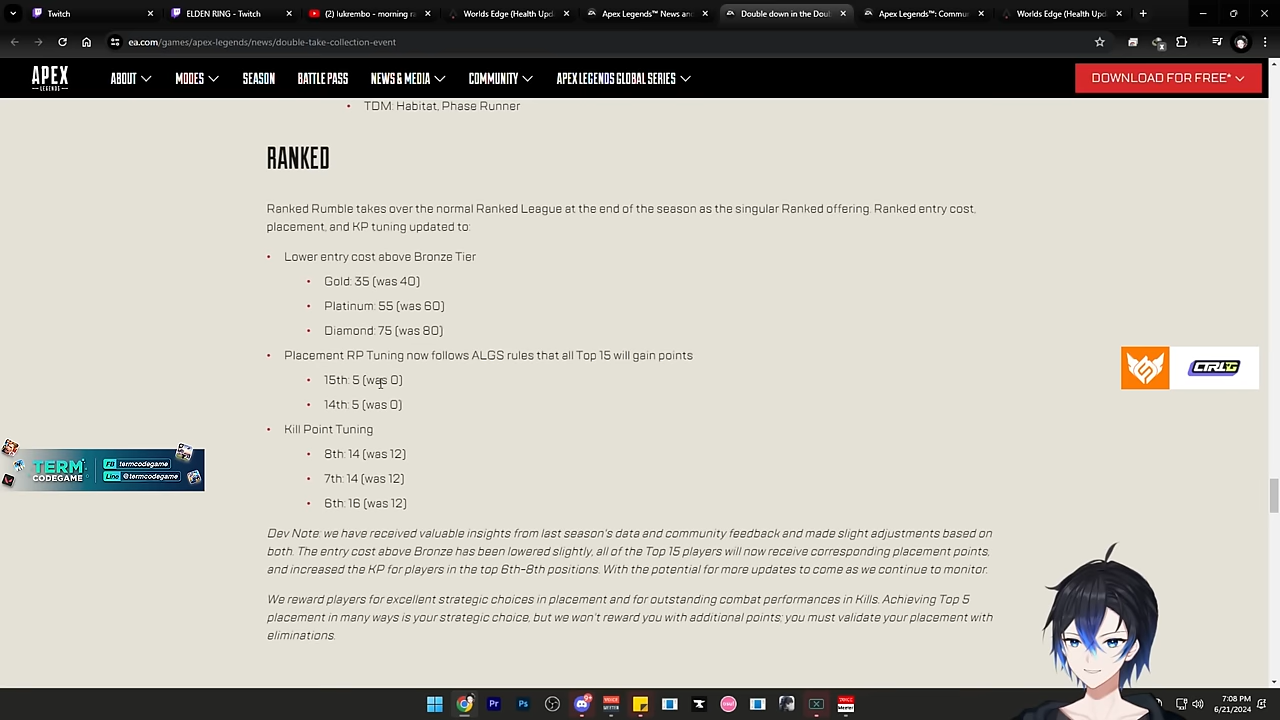 Twitch
ELDEN RING - Twitch
(2) lukrembo - morning r
Worlds Edge (Health Upd
Apex Legends™ News an
Double down in the Dou
Apex Legends™: Commu
Worlds Edge (Health Upd
ea.com/games/apex-legends/news/double-take-collection-event
APEX
LEGENDS
ABOUT
MODES
SEASON
BATTLE PASS
NEWS & MEDIA
COMMUNITY
APEX LEGENDS GLOBAL SERIES
DOWNLOAD FOR FREE*
• TDM: Habitat, Phase Runner
RANKED
Ranked Rumble takes over the normal Ranked League at the end of the season as the singular Ranked offering. Ranked entry cost,
placement, and KP tuning updated to:
• Lower entry cost above Bronze Tier
• Gold: 35 (was 40)
• Platinum: 55 (was 60)
• Diamond: 75 (was 80)
• Placement RP Tuning now follows ALGS rules that all Top 15 will gain points
• 15th: 5 (was 0)
• 14th: 5 (was 0)
• Kill Point Tuning
• 8th: 14 (was 12)
• 7th: 14 (was 12)
• 6th: 16 (was 12)
Dev Note: we have received valuable insights from last season's data and community feedback and made slight adjustments based on
both. The entry cost above Bronze has been lowered slightly, all of the Top 15 players will now receive corresponding placement points,
and increased the KP for players in the top 6th-8th positions. With the potential for more updates to come as we continue to monitor.
We reward players for excellent strategic choices in placement and for outstanding combat performances in Kills. Achieving Top 5
placement in many ways is your strategic choice, but we won't reward you with additional points; you must validate your placement with
eliminations.
CTRLG
TERM
CODEGAME
FB termcodegame
Line @termcodegame
7:08 PM
6/21/2024